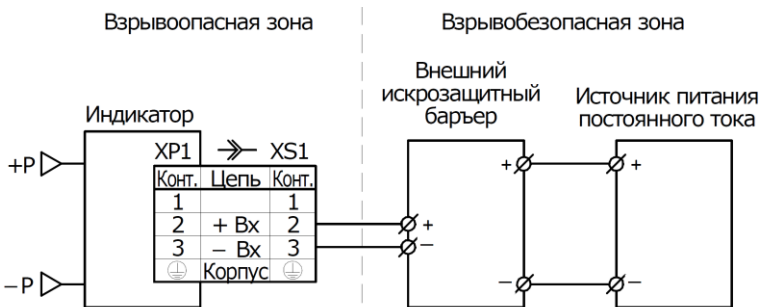 Взрывоопасная зона
Взрывобезопасная зона
Внешний
искрозащитный
баръер
Источник питания
постоянного тока
Индикатор
XP1 XS1
+P
−P
Конт. Цепь Конт.
1 1
2 + Вх 2
3 − Вх 3
Корпус
+
−
+
−
+
−